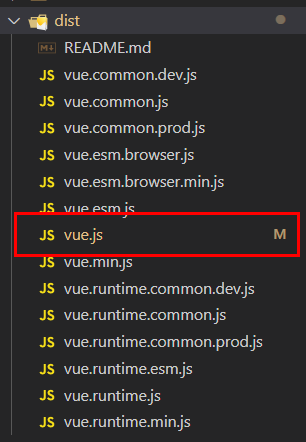 dist
README.md
JS vue.common.dev.js
JS vue.common.js
JS vue.common.prod.js
JS vue.esm.browser.js
JS vue.esm.browser.min.js
JS vue.esm.js
JS vue.js M
JS vue.min.js
JS vue.runtime.common.dev.js
JS vue.runtime.common.js
JS vue.runtime.common.prod.js
JS vue.runtime.esm.js
JS vue.runtime.js
JS vue.runtime.min.js